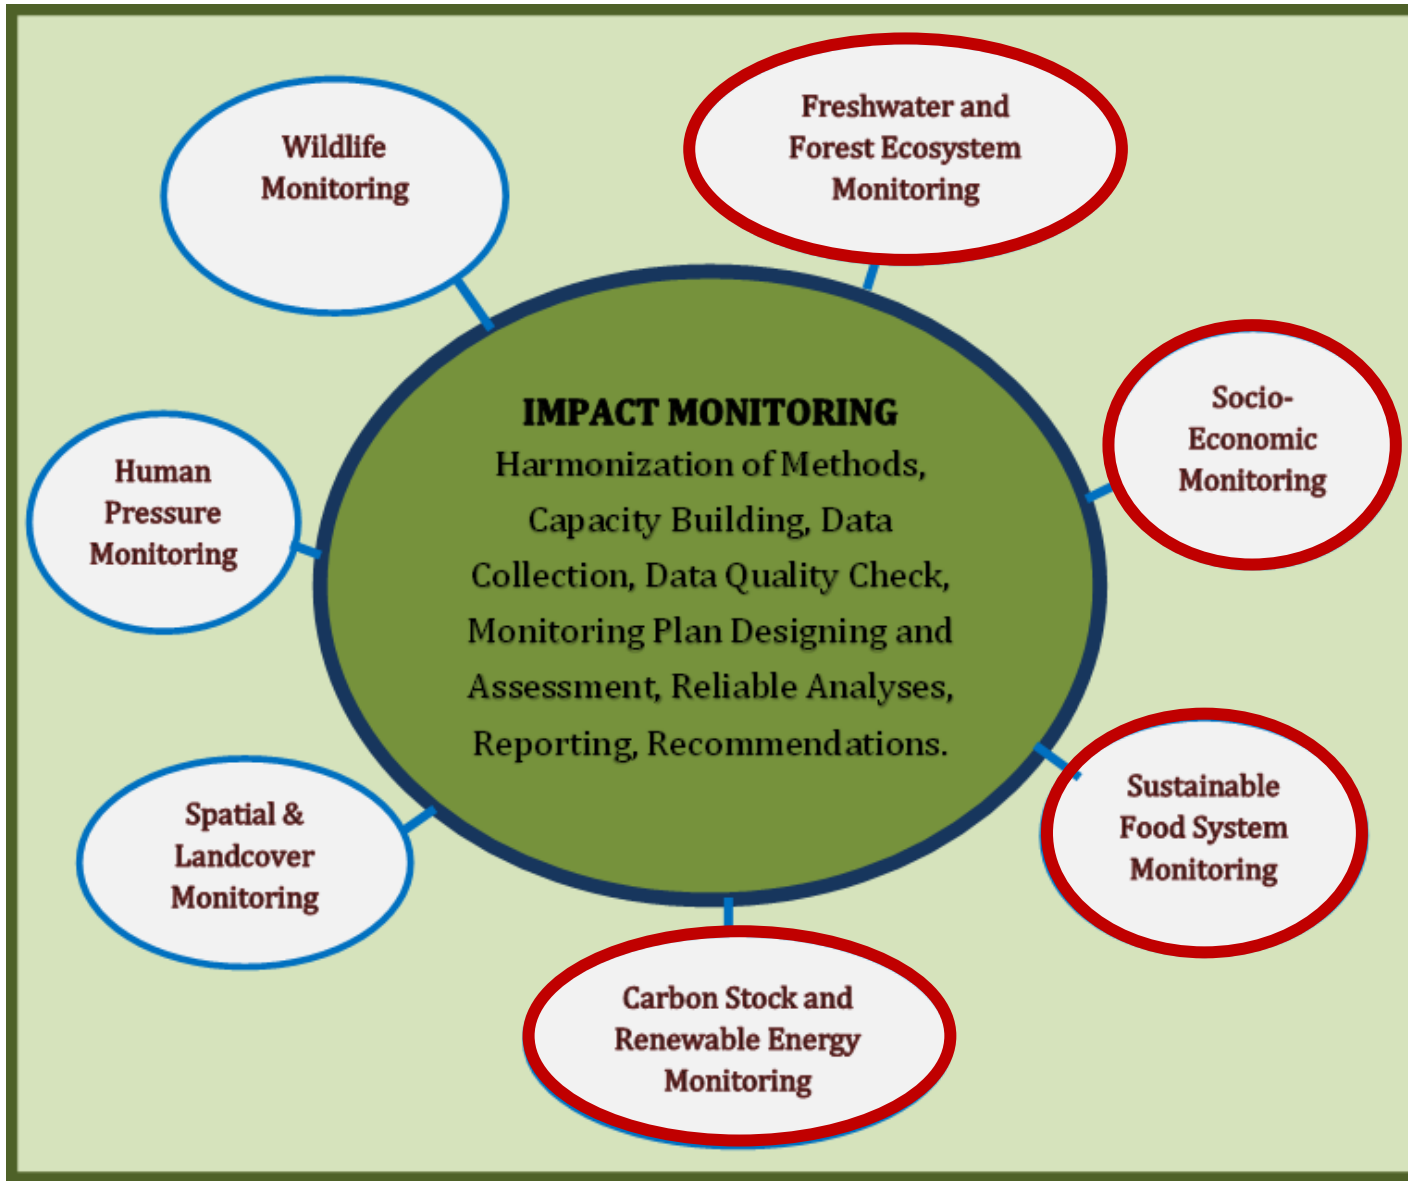 Wildlife
Monitoring
Freshwater and
Forest Ecosystem
Monitoring
Socio-
Economic
Monitoring
Human
Pressure
Monitoring
IMPACT MONITORING
Harmonization of Methods,
Capacity Building, Data
Collection, Data Quality Check,
Monitoring Plan Designing and
Assessment, Reliable Analyses,
Reporting, Recommendations.
Sustainable
Food System
Monitoring
Spatial &
Landcover
Monitoring
Carbon Stock and
Renewable Energy
Monitoring